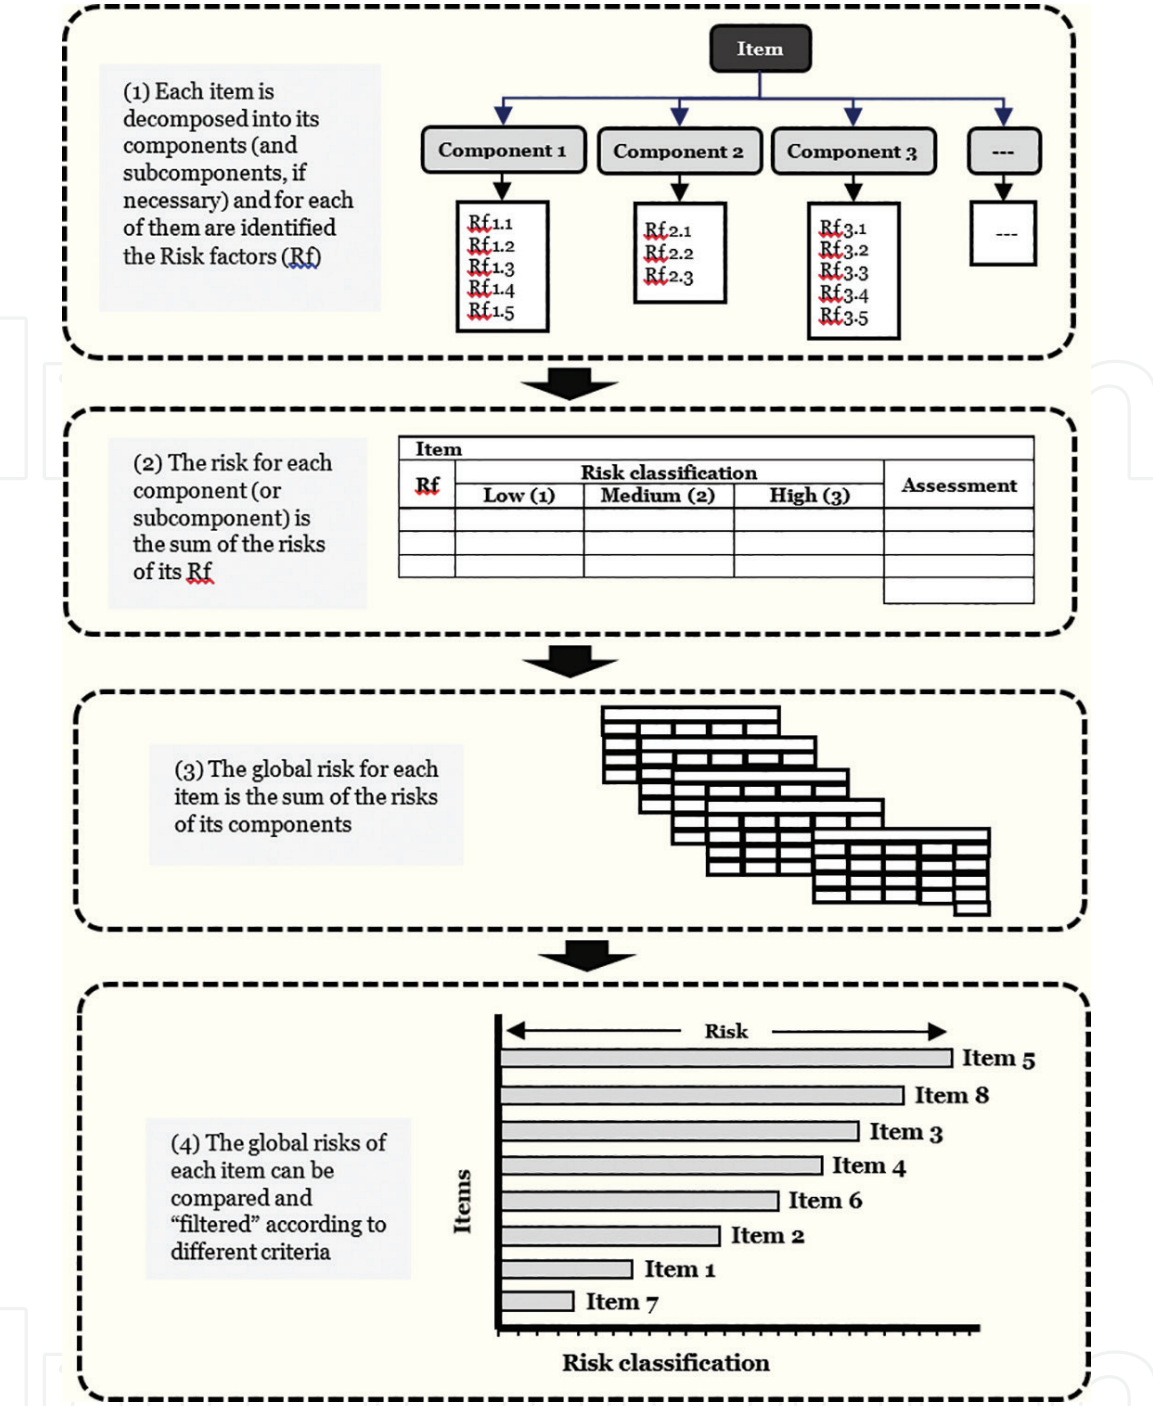 (1) Each item is
decomposed into its
components (and
subcomponents, if
necessary) and for each
of them are identified
the Risk factors (Rf)
Item
Component 1
Component 2
Component 3
---
Rf1.1
Rf1.2
Rf1.3
Rf1.4
Rf1.5
Rf2.1
Rf2.2
Rf2.3
Rf3.1
Rf3.2
Rf3.3
Rf3.4
Rf3.5
---
(2) The risk for each
component (or
subcomponent) is
the sum of the risks
of its Rf
Item
Rf
Risk classification
Assessment
Low (1)
Medium (2)
High (3)
(3) The global risk for each
item is the sum of the risks
of its components
(4) The global risks of
each item can be
compared and
“filtered” according to
different criteria
Risk
Item 5
Item 8
Item 3
Item 4
Item 6
Item 2
Item 1
Item 7
Items
Risk classification